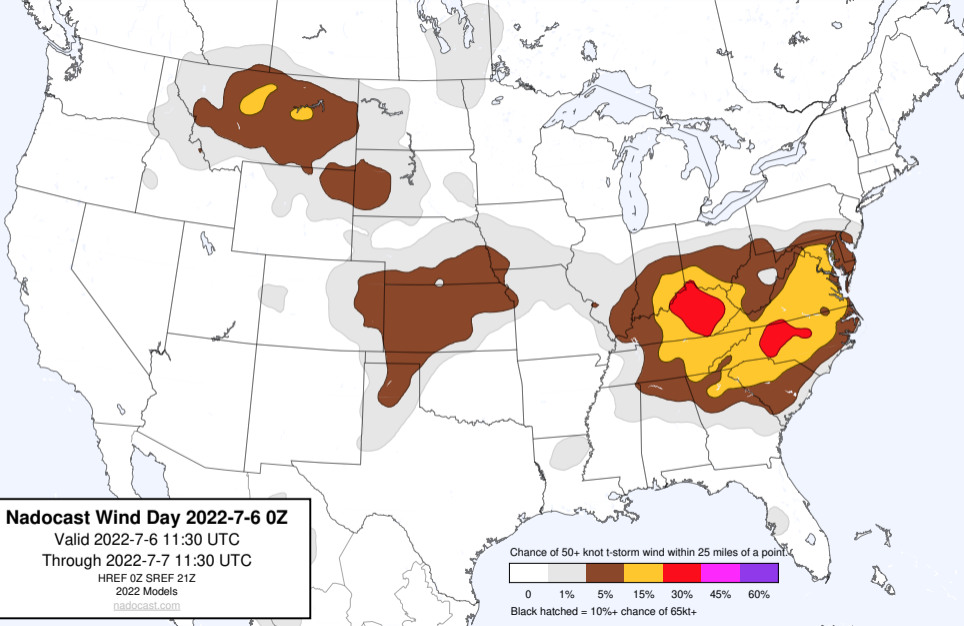 Nadocast Wind Day 2022-7-6 0Z
Valid 2022-7-6 11:30 UTC
Through 2022-7-7 11:30 UTC
HREF 0Z SREF 21Z
2022 Models
nadocast.com
Chance of 50+ knot t-storm wind within 25 miles of a point.
0 1% 5% 15% 30% 45% 60%
Black hatched = 10%+ chance of 65kt+